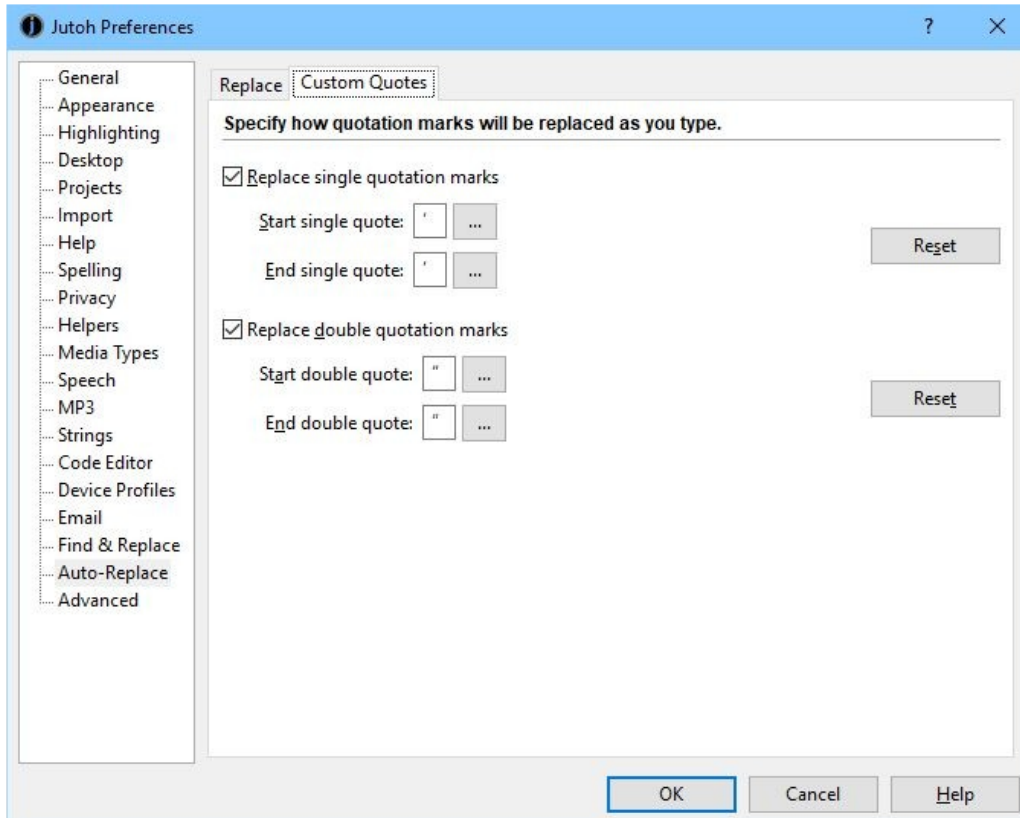 Jutoh Preferences
?
General
Appearance
Highlighting
Desktop
Projects
Import
Help
Spelling
Privacy
Helpers
Media Types
Speech
MP3
Strings
Code Editor
Device Profiles
Email
Find & Replace
Auto-Replace
Advanced
Replace Custom Quotes
Specify how quotation marks will be replaced as you type.
Replace single quotation marks
Start single quote: ‘ ...
End single quote: ’ ...
Reset
Replace double quotation marks
Start double quote: “ ...
End double quote: ” ...
Reset
OK Cancel Help